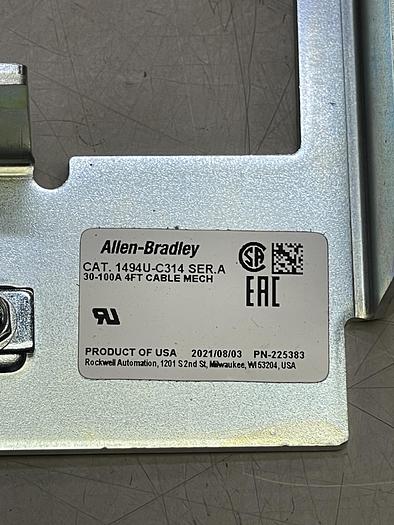 Allen-Bradley
CAT. 1494U-C314 SER.A
30-100A 4FT CABLE MECH
EAC
PRODUCT OF USA 2021/08/03 PN-225383
Rockwell Automation, 1201 S 2nd St, Milwaukee, WI 53204, USA